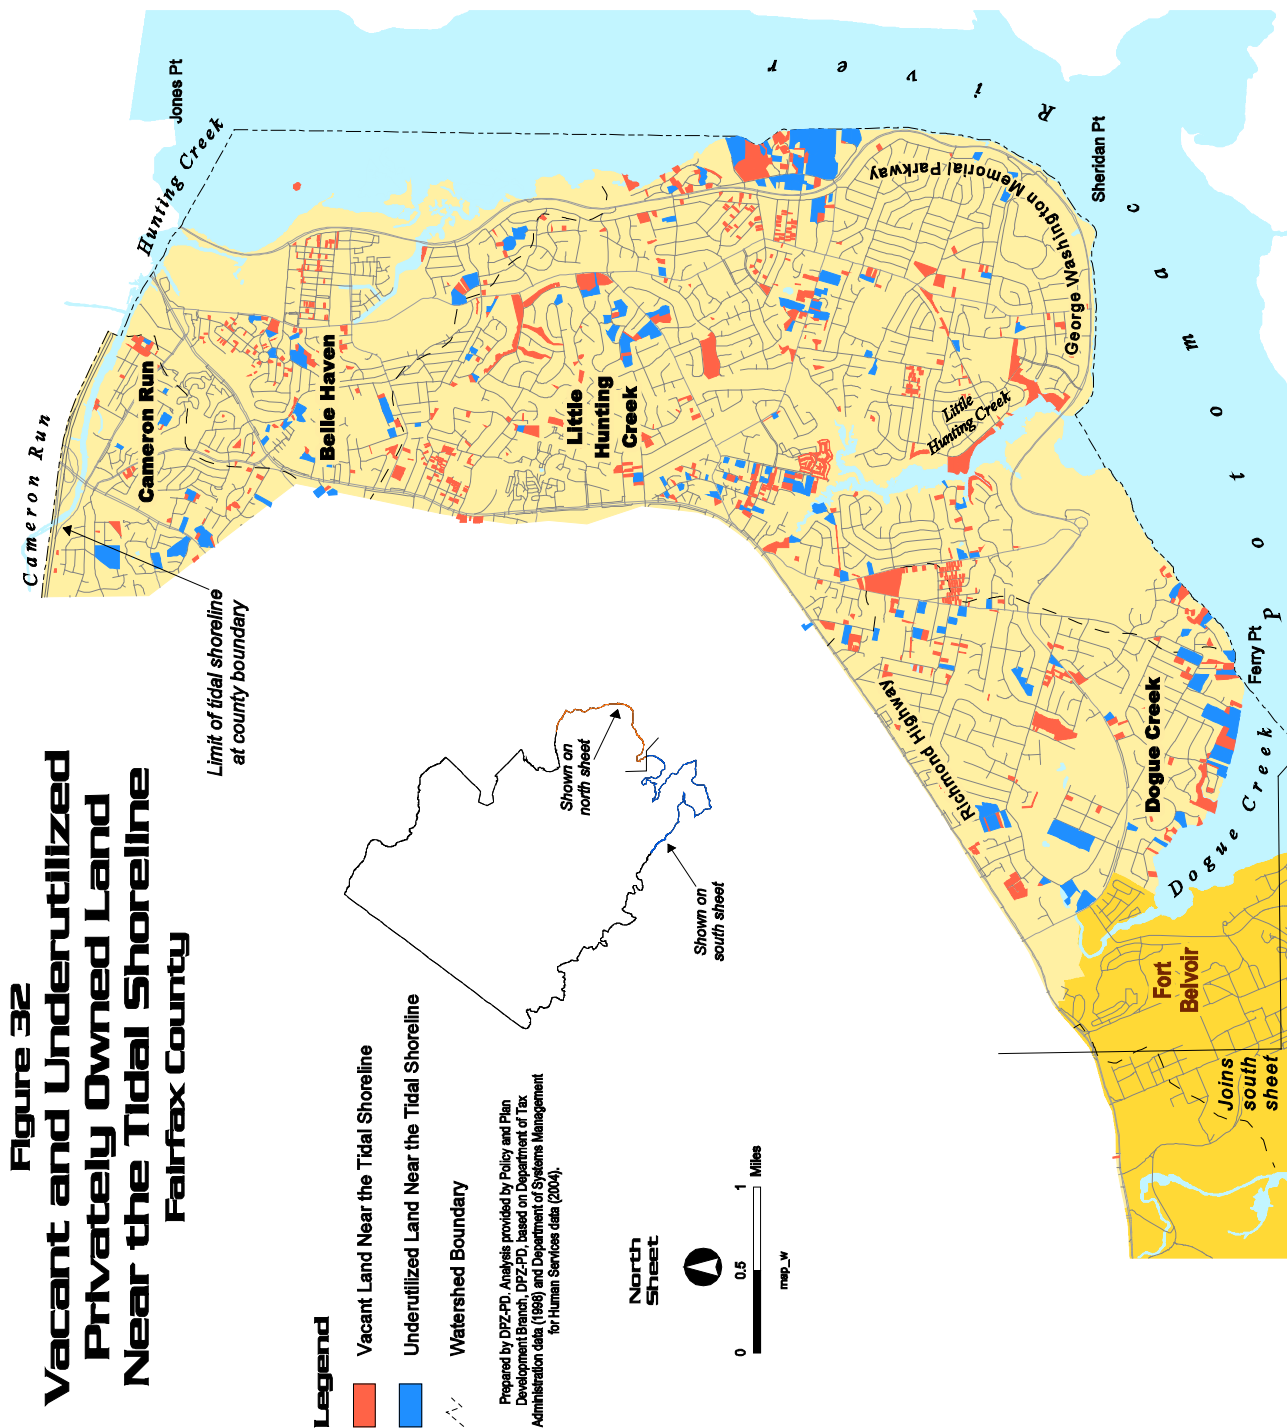 Figure 32
Vacant and Underutilized
Privately Owned Land
Near the Tidal Shoreline
Fairfax County
Legend
Vacant Land Near the Tidal Shoreline
Underutilized Land Near the Tidal Shoreline
Watershed Boundary
Prepared by DPZ-PD. Analysis provided by Policy and Plan
Development Branch, DPZ-PD, based on Department of Tax
Administration data (1998) and Department of Systems Management
for Human Services data (2004).
North
Sheet
0 0.5 1 Miles
map_w
Shown on
north sheet
Shown on
south sheet
Limit of tidal shoreline
at county boundary
Cameron Run
Hunting Creek
Jones Pt
Cameron Run
Belle Haven
Little
Hunting
Creek
Little
Hunting Creek
George Washington Memorial Parkway
Sheridan Pt
Potomac
River
Richmond Highway
Dogue Creek
Ferry Pt
Dogue Creek
Fort
Belvoir
Joins
south
sheet